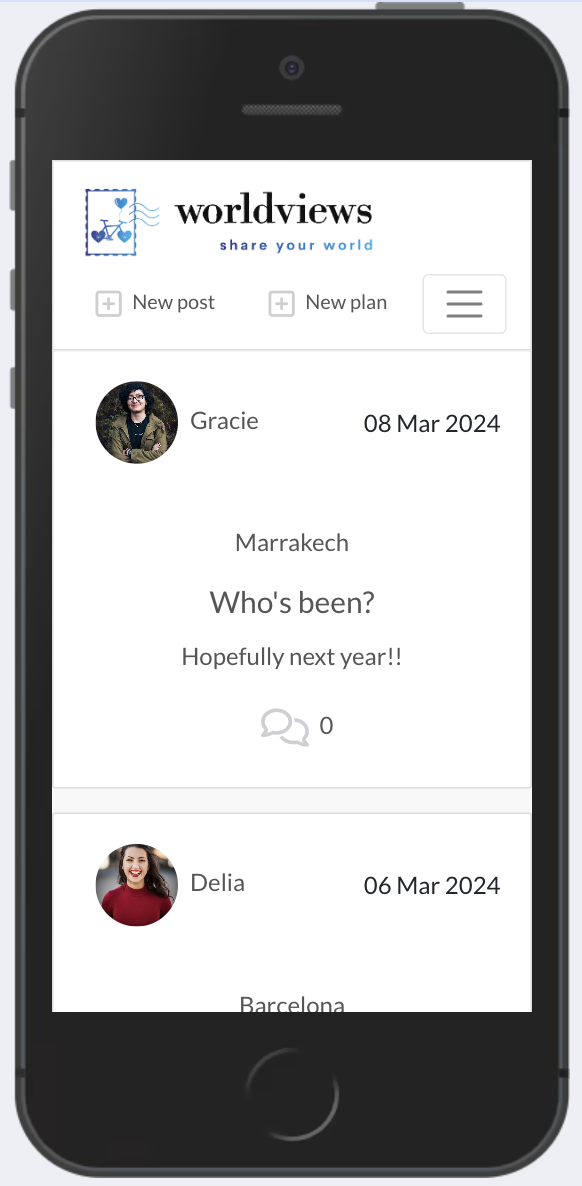 worldviews
share your world
New post New plan
Gracie 08 Mar 2024
Marrakech
Who's been?
Hopefully next year!!
0
Delia 06 Mar 2024
Barcelona